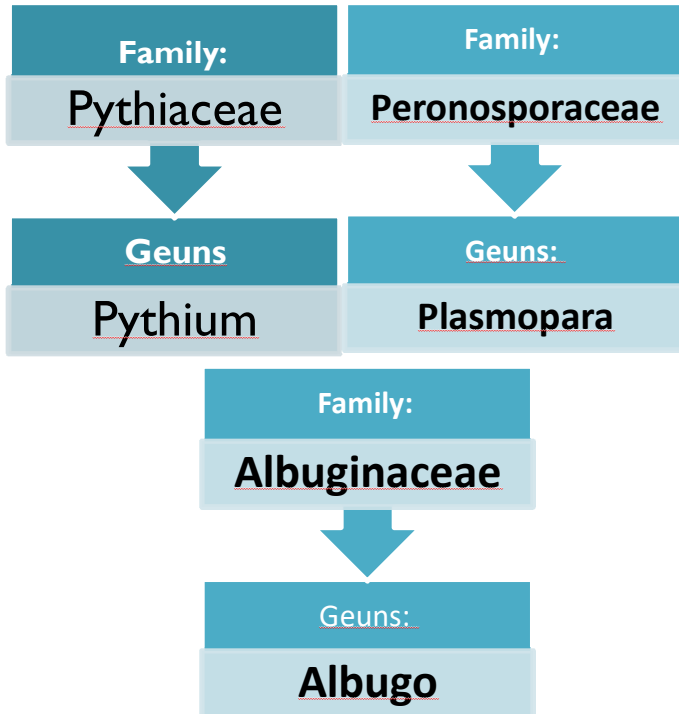 Family:
Pythiaceae
Geuns
Pythium
Family:
Peronosporaceae
Geuns:
Plasmopara
Family:
Albuginaceae
Geuns:
Albugo